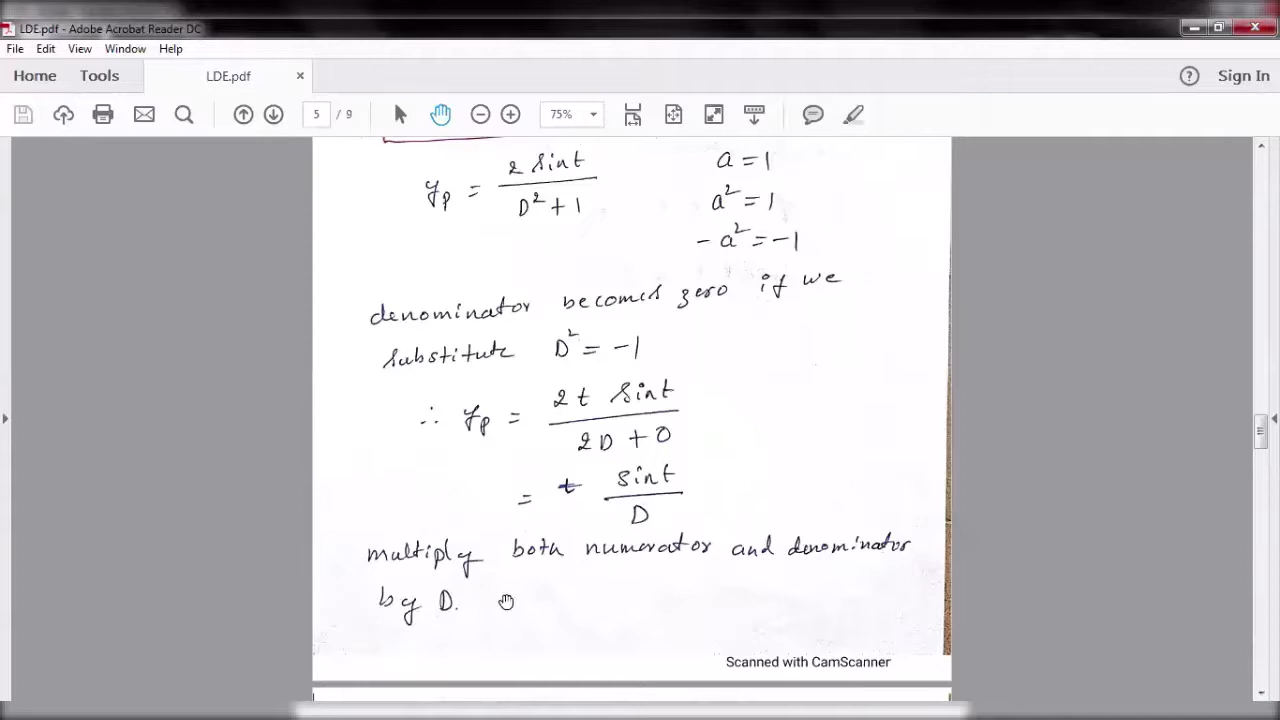 LDE.pdf - Adobe Acrobat Reader DC
File Edit View Window Help
Home Tools LDE.pdf × Sign In
5 / 9 75%
y_p = 2 sint / D² + 1
a = 1
a² = 1
- a² = -1
denominator becomes zero if we
substitute D² = -1
∴ y_p = 2t sint / 2D + 0
= t sint / D
multiply both numerator and denominator
by D.
Scanned with CamScanner